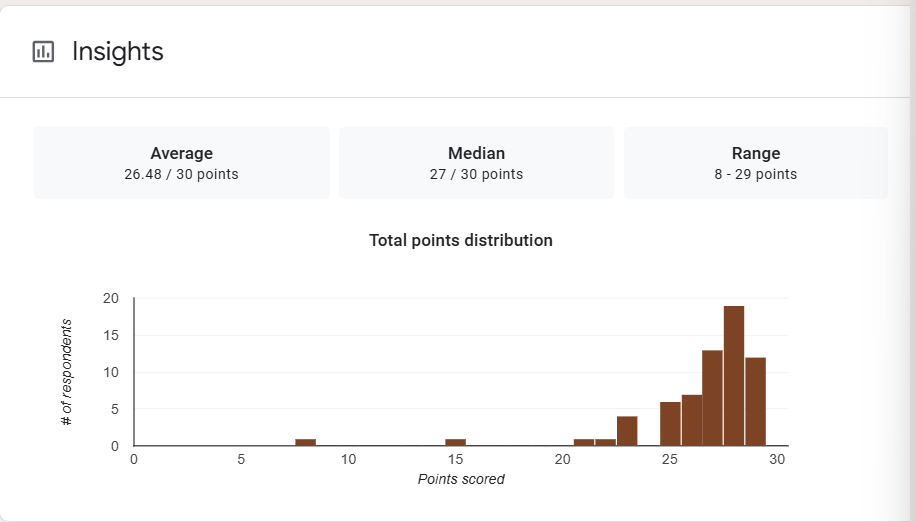 Insights
Average
26.48 / 30 points
Median
27 / 30 points
Range
8 - 29 points
Total points distribution
# of respondents
20
15
10
5
0
0 5 10 15 20 25 30
Points scored